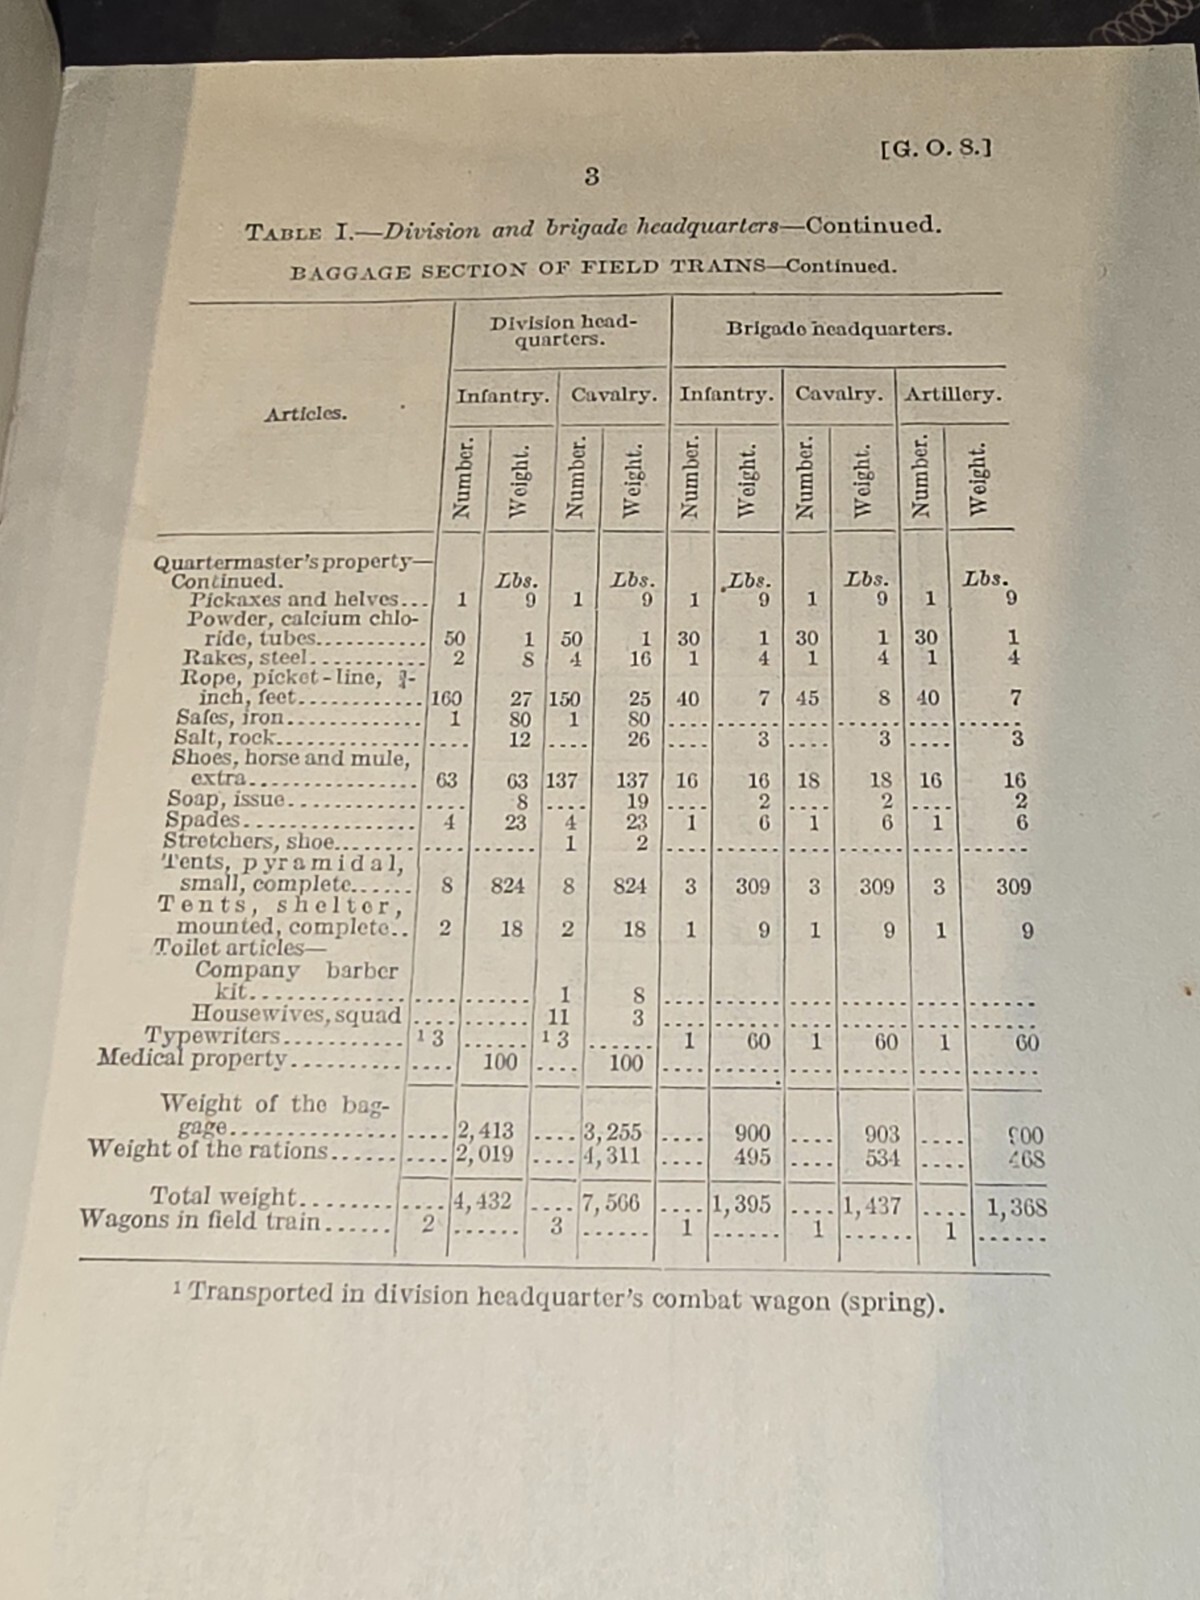 [G. O. 8.]
3
TABLE I.—Division and brigade headquarters—Continued.
BAGGAGE SECTION OF FIELD TRAINS—Continued.
Articles. Division head-quarters. Brigade headquarters.
Infantry. Cavalry. Infantry. Cavalry. Artillery.
Number. Weight. Number. Weight. Number. Weight. Number. Weight. Number. Weight.
Quartermaster's property—
Continued. Lbs. Lbs. Lbs. Lbs. Lbs.
Pickaxes and helves... 1 9 1 9 1 9 1 9 1 9
Powder, calcium chlo-
ride, tubes........... 50 1 50 1 30 1 30 1 30 1
Rakes, steel............ 2 8 4 16 1 4 1 4 1 4
Rope, picket-line, ¾-
inch, feet............ 160 27 150 25 40 7 45 8 40 7
Safes, iron............. 1 80 1 80 .... ...... .... ...... .... ......
Salt, rock.............. .... 12 .... 26 .... 3 .... 3 .... 3
Shoes, horse and mule,
extra................ 63 63 137 137 16 16 18 18 16 16
Soap, issue............. .... 8 .... 19 .... 2 .... 2 .... 2
Spades................ 4 23 4 23 1 6 1 6 1 6
Stretchers, shoe........ .... ...... 1 2 .... ...... .... ...... .... ......
Tents, pyramidal,
small, complete...... 8 824 8 824 3 309 3 309 3 309
Tents, shelter,
mounted, complete.. 2 18 2 18 1 9 1 9 1 9
Toilet articles—
Company barber
kit.............. .... ...... 1 8 .... ...... .... ...... .... ......
Housewives, squad .... ...... 11 3 .... ...... .... ...... .... ......
Typewriters........... ¹ 3 ...... ¹ 3 ...... 1 60 1 60 1 60
Medical property.......... .... 100 .... 100 .... ...... .... ...... .... ......
Weight of the bag-
gage............... .... 2,413 .... 3,255 .... 900 .... 903 .... 900
Weight of the rations...... .... 2,019 .... 4,311 .... 495 .... 534 .... 468
Total weight......... .... 4,432 .... 7,566 .... 1,395 .... 1,437 .... 1,368
Wagons in field train...... 2 ...... 3 ...... 1 ...... 1 ...... 1 ......
¹ Transported in division headquarter's combat wagon (spring).